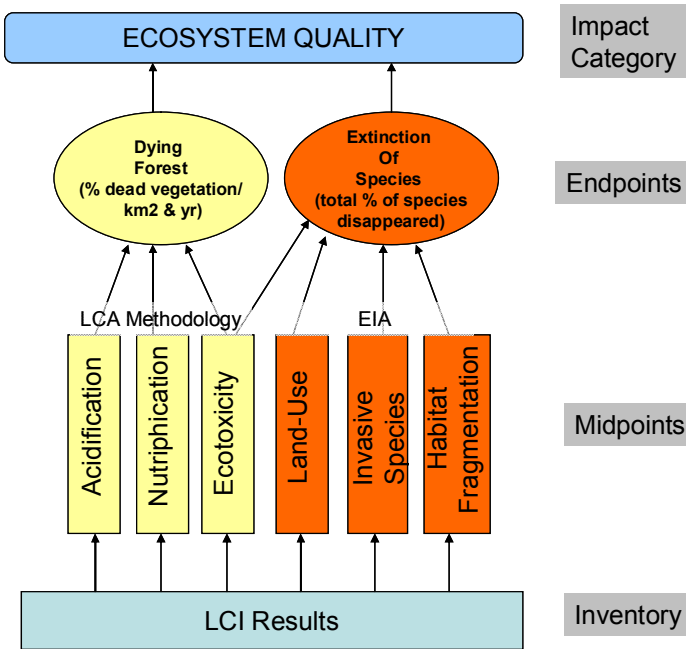 ECOSYSTEM QUALITY
Impact
Category
Dying
Forest
(% dead vegetation/
km2 & yr)
Extinction
Of
Species
(total % of species
disappeared)
Endpoints
LCA Methodology
EIA
Acidification
Nutriphication
Ecotoxicity
Land-Use
Invasive
Species
Habitat
Fragmentation
Midpoints
LCI Results
Inventory